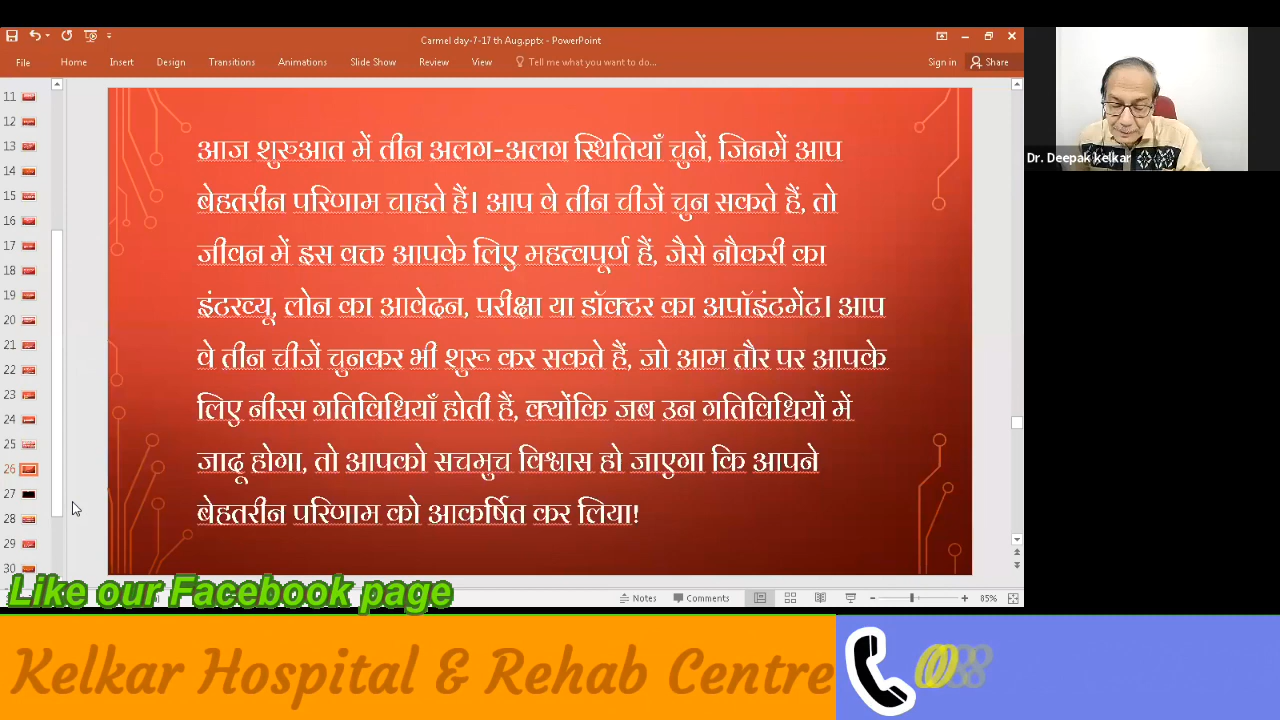 Carmel day-7-17 th Aug.pptx - PowerPoint
File Home Insert Design Transitions Animations Slide Show Review View Tell me what you want to do... Sign in Share
11
12
13
14
15
16
17
18
19
20
21
22
23
24
25
26
27
28
29
30
आज शुरुआत में तीन अलग-अलग स्थितियाँ चुनें, जिनमें आप
बेहतरीन परिणाम चाहते हैं। आप वे तीन चीजें चुन सकते हैं, तो
जीवन में इस वक्त आपके लिए महत्वपूर्ण हैं, जैसे नौकरी का
इंटरव्यू, लोन का आवेदन, परीक्षा या डॉक्टर का अपॉइंटमेंट। आप
वे तीन चीजें चुनकर भी शुरू कर सकते हैं, जो आम तौर पर आपके
लिए नीरस गतिविधियाँ होती हैं, क्योंकि जब उन गतिविधियों में
जादू होगा, तो आपको सचमुच विश्वास हो जाएगा कि आपने
बेहतरीन परिणाम को आकर्षित कर लिया!
Dr. Deepak kelkar
Notes Comments 85%
Like our Facebook page
Kelkar Hospital & Rehab Centre